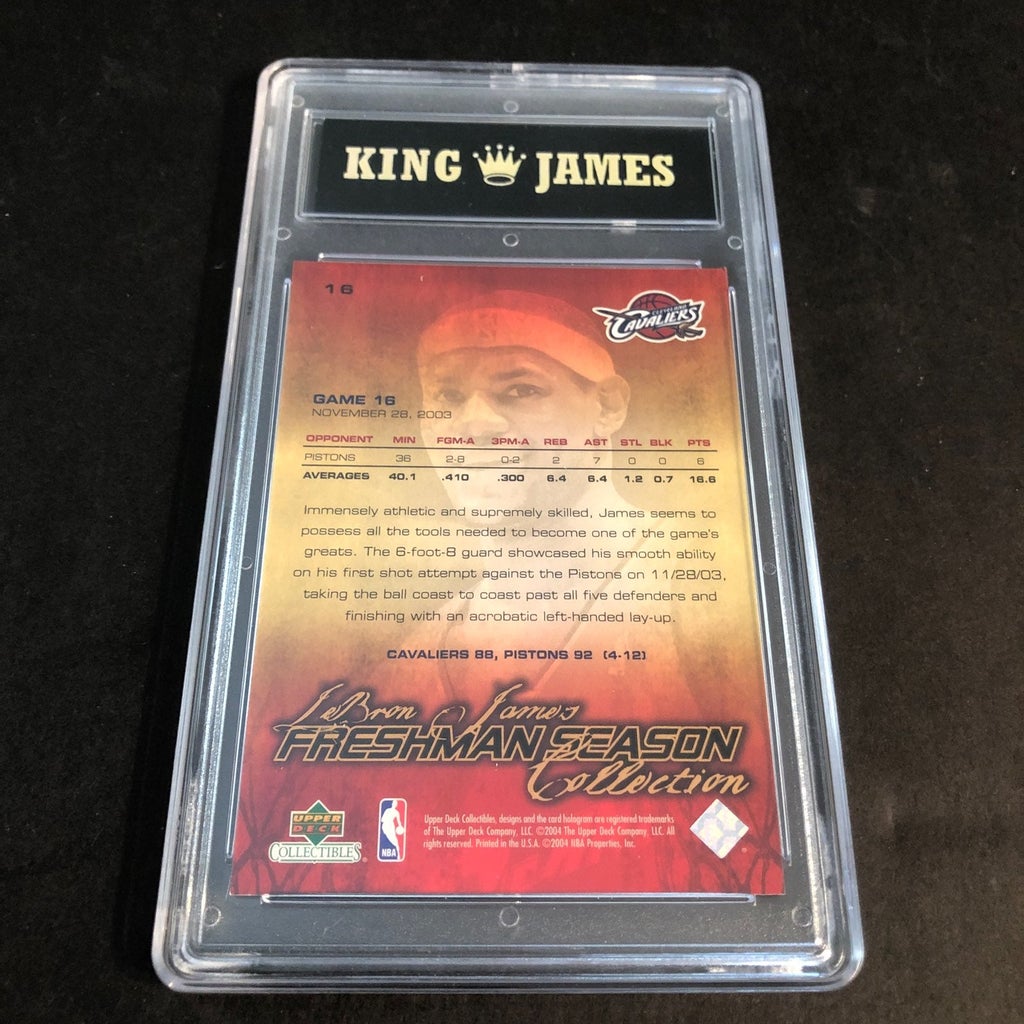 KING JAMES
16
CLEVELAND
CAVALIERS
GAME 16
NOVEMBER 28, 2003
OPPONENT MIN FGM-A 3PM-A REB AST STL BLK PTS
PISTONS 36 2-8 0-2 2 7 0 0 6
AVERAGES 40.1 .410 .300 6.4 6.4 1.2 0.7 16.6
Immensely athletic and supremely skilled, James seems to
possess all the tools needed to become one of the game's
greats. The 6-foot-8 guard showcased his smooth ability
on his first shot attempt against the Pistons on 11/28/03,
taking the ball coast to coast past all five defenders and
finishing with an acrobatic left-handed lay-up.
CAVALIERS 88, PISTONS 92 (4-12)
LeBron James
FRESHMAN SEASON
Collection
UPPER
DECK
COLLECTIBLES®
NBA
Upper Deck Collectibles, designs and the card hologram are registered trademarks
of The Upper Deck Company, LLC. ©2004 The Upper Deck Company, LLC. All
rights reserved. Printed in the U.S.A. ©2004 NBA Properties, Inc.